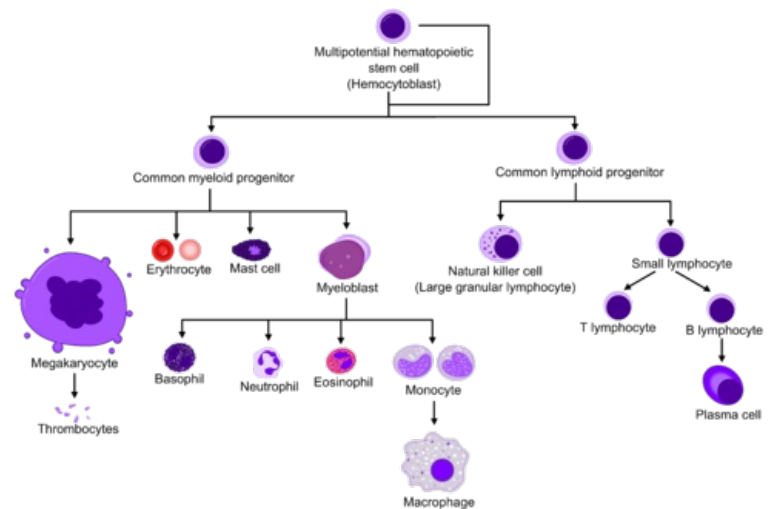 Multipotential hematopoietic
stem cell
(Hemocytoblast)
Common myeloid progenitor
Common lymphoid progenitor
Erythrocyte
Mast cell
Myeloblast
Natural killer cell
(Large granular lymphocyte)
Small lymphocyte
T lymphocyte
B lymphocyte
Megakaryocyte
Basophil
Neutrophil
Eosinophil
Monocyte
Plasma cell
Thrombocytes
Macrophage